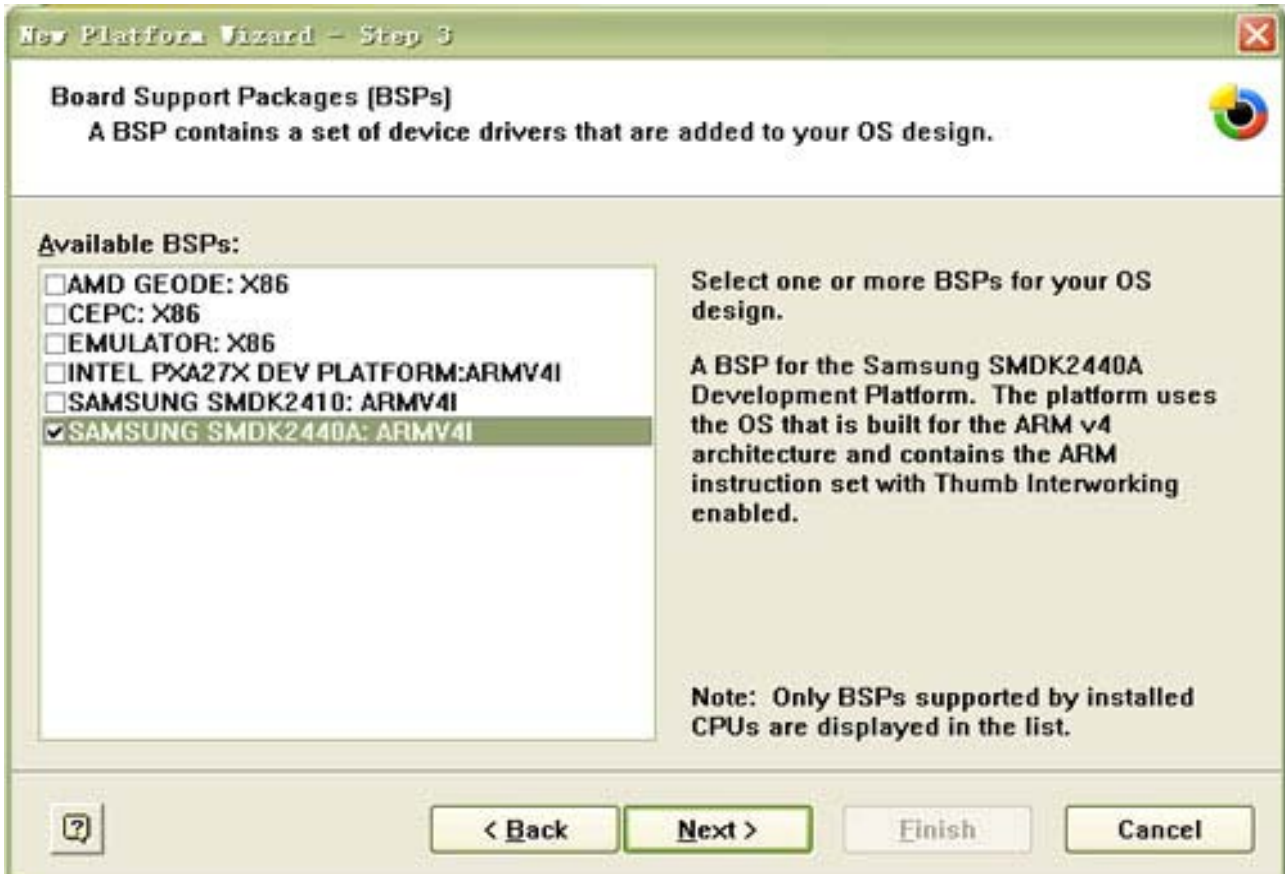 New Platform Wizard - Step 3
Board Support Packages (BSPs)
A BSP contains a set of device drivers that are added to your OS design.
Available BSPs:
AMD GEODE: X86
CEPC: X86
EMULATOR: X86
INTEL PXA27X DEV PLATFORM:ARMV4I
SAMSUNG SMDK2410: ARMV4I
SAMSUNG SMDK2440A: ARMV4I
Select one or more BSPs for your OS
design.
A BSP for the Samsung SMDK2440A
Development Platform. The platform uses
the OS that is built for the ARM v4
architecture and contains the ARM
instruction set with Thumb Interworking
enabled.
Note: Only BSPs supported by installed
CPUs are displayed in the list.
?
< Back
Next >
Finish
Cancel